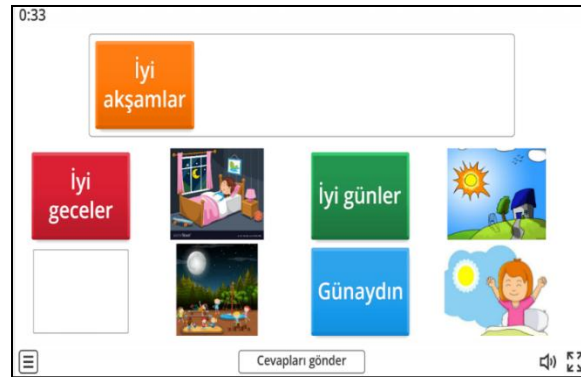 0:33
İyi
akşamlar
İyi
geceler
İyi günler
Günaydın
Cevapları gönder